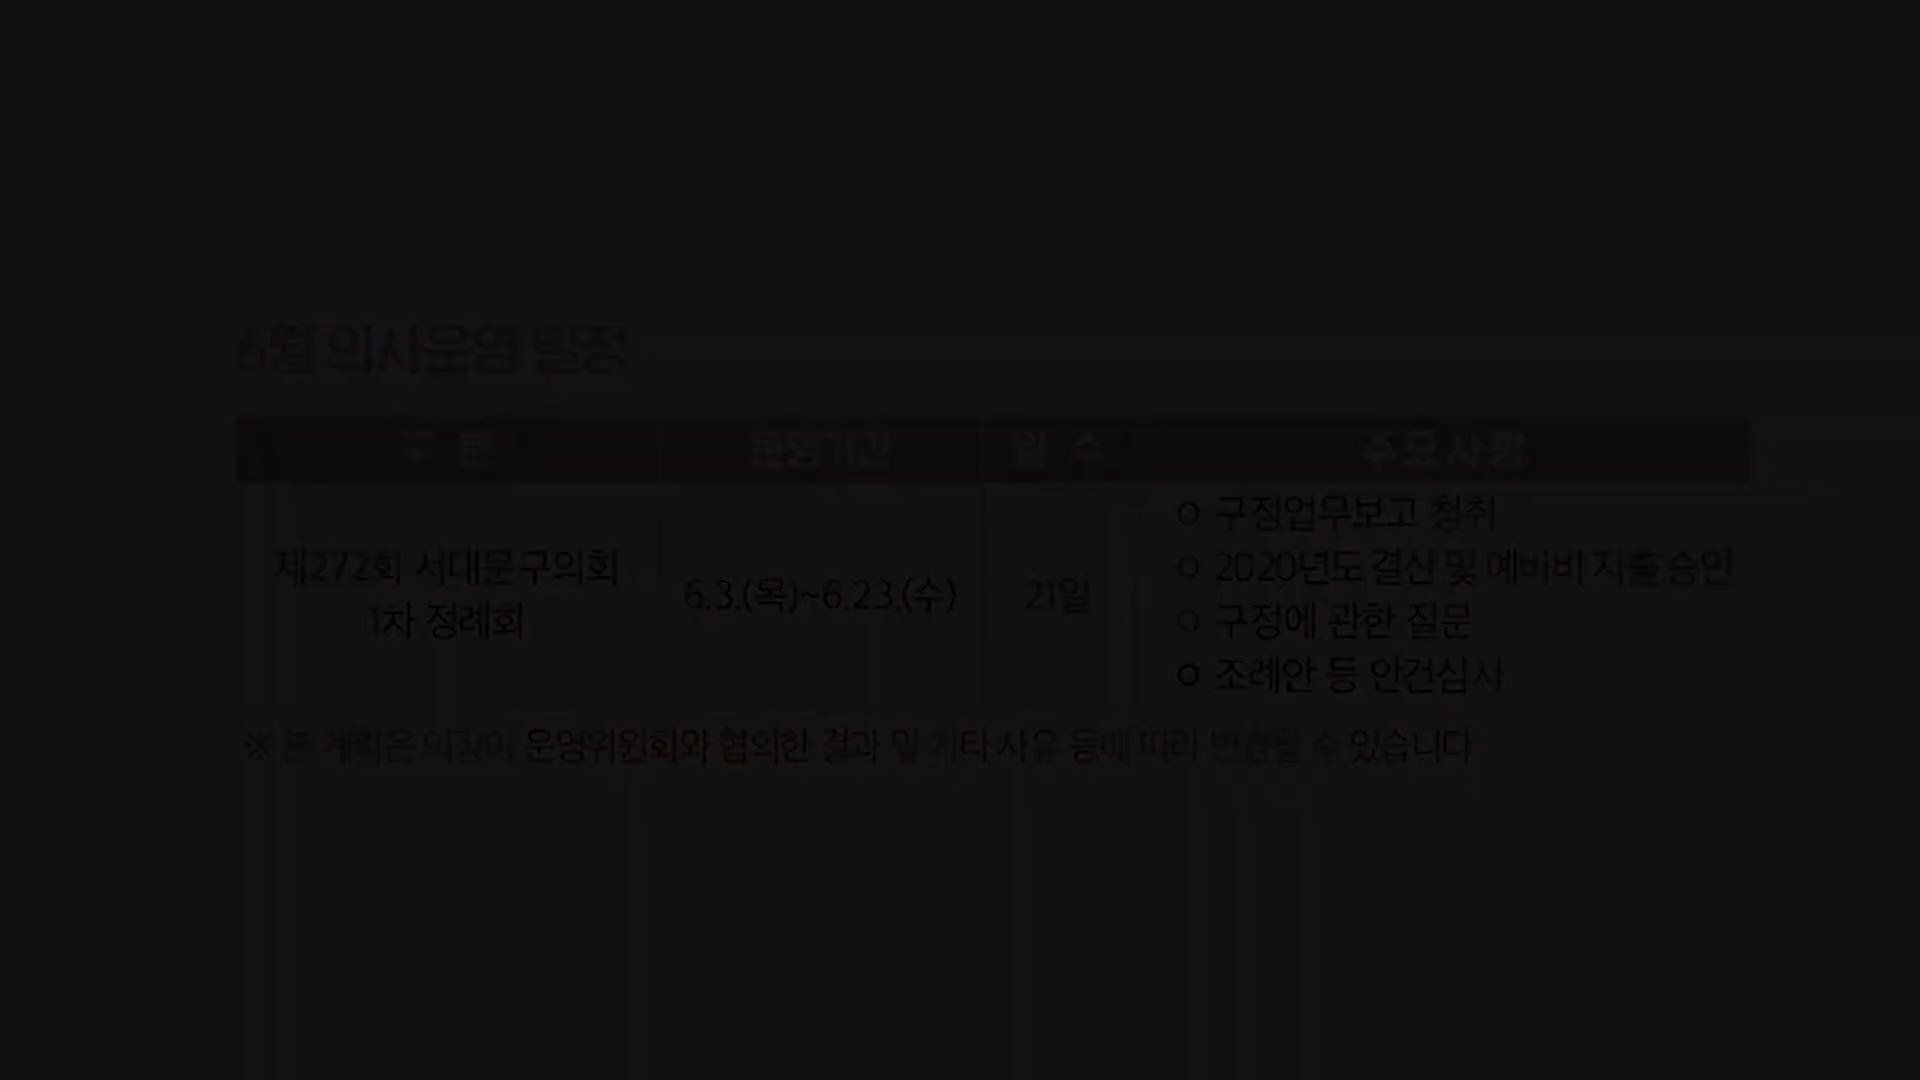 6월 의사운영 일정
구 분 운영기간 일 수 주요사항
제272회 서대문구의회
1차 정례회
6.3.(목)~6.23.(수)
21일
○ 구정업무보고 청취
○ 2020년도 결산 및 예비비 지출 승인
○ 구정에 관한 질문
○ 조례안 등 안건심사
※ 본 계획은 의장이 운영위원회와 협의한 결과 및 기타 사유 등에 따라 변경될 수 있습니다